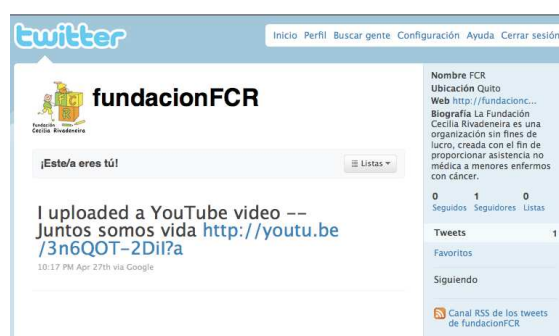 twitter
Inicio Perfil Buscar gente Configuración Ayuda Cerrar sesión
FCR
Fundación
Cecilia Rivadeneira
fundacionFCR
¡Este/a eres tú!
Listas
I uploaded a YouTube video --
Juntos somos vida http://youtu.be
/3n6QOT-2DiI?a
10:17 PM Apr 27th via Google
Nombre FCR
Ubicación Quito
Web http://fundacionc...
Biografía La Fundación
Cecilia Rivadeneira es una
organización sin fines de
lucro, creada con el fin de
proporcionar asistencia no
médica a menores enfermos
con cáncer.
0 1 0
Seguidos Seguidores Listas
Tweets 1
Favoritos
Siguiendo
Canal RSS de los tweets
de fundacionFCR